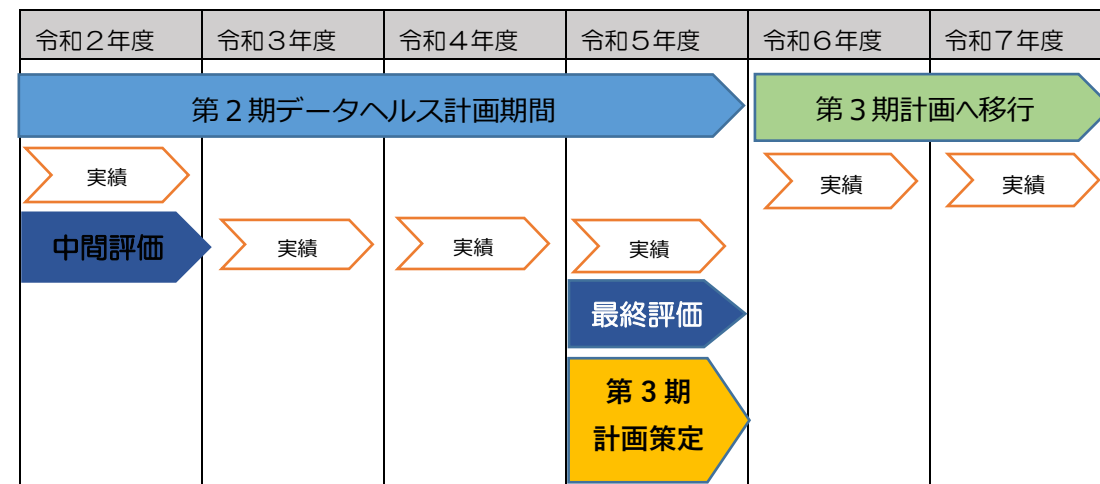 令和２年度
令和３年度
令和４年度
令和５年度
令和６年度
令和７年度
第２期データヘルス計画期間
第３期計画へ移行
実績
実績
実績
中間評価
実績
実績
実績
最終評価
第３期
計画策定